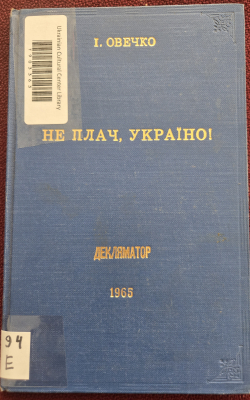 І. ОВЕЧКО
Ukrainian Cultural Center Library
НЕ ПЛАЧ, УКРАЇНО!
ДЕКЛЯМАТОР
1965
94